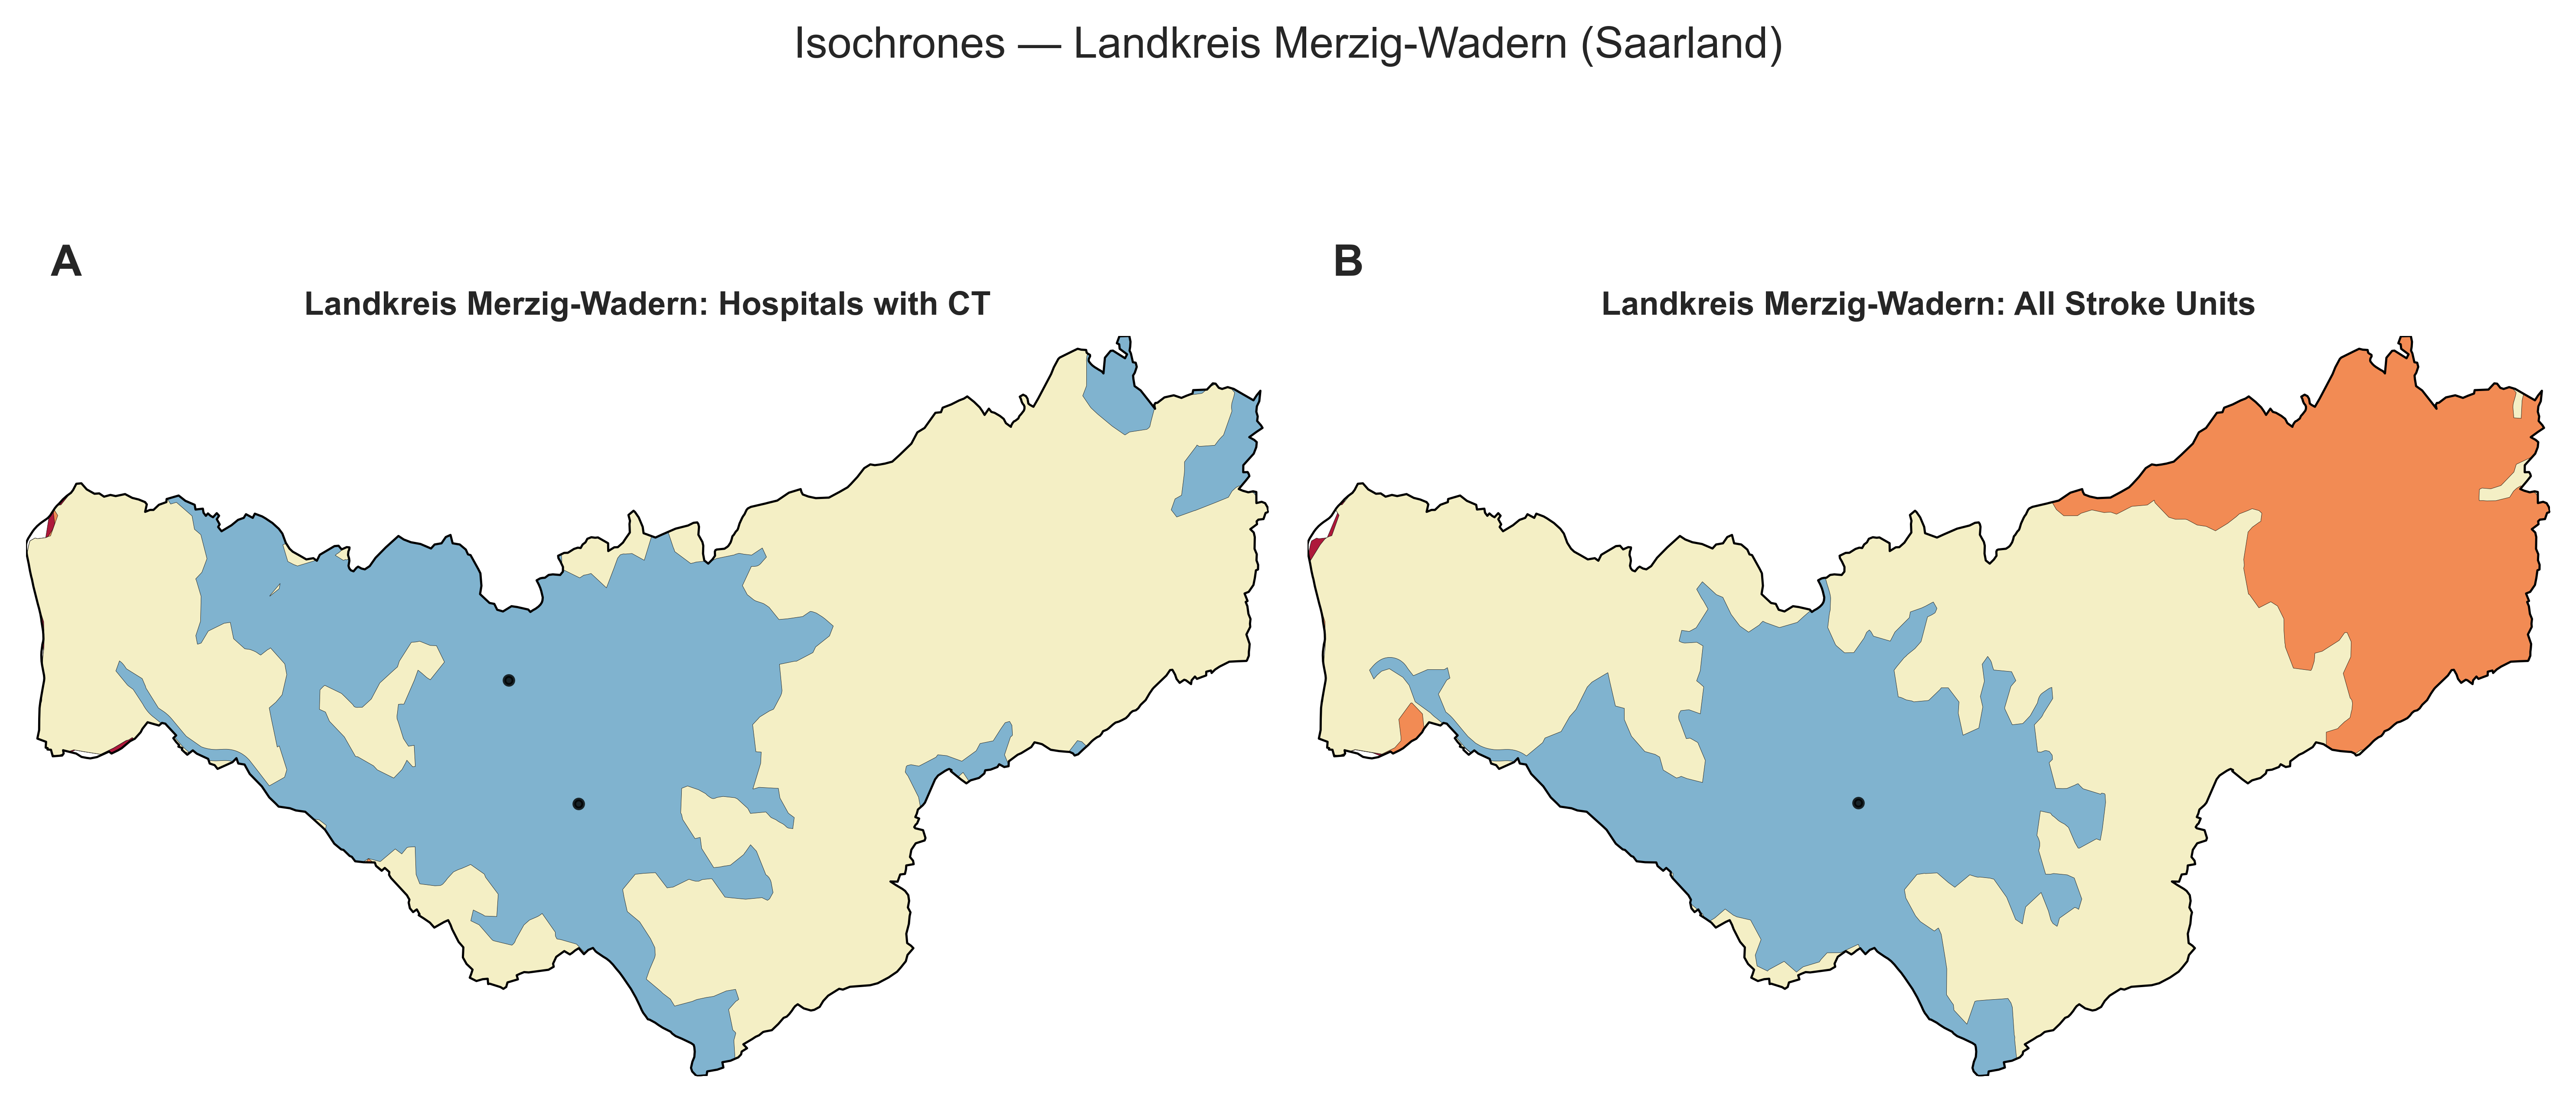 Isochrones — Landkreis Merzig-Wadern (Saarland)
A
Landkreis Merzig-Wadern: Hospitals with CT
B
Landkreis Merzig-Wadern: All Stroke Units